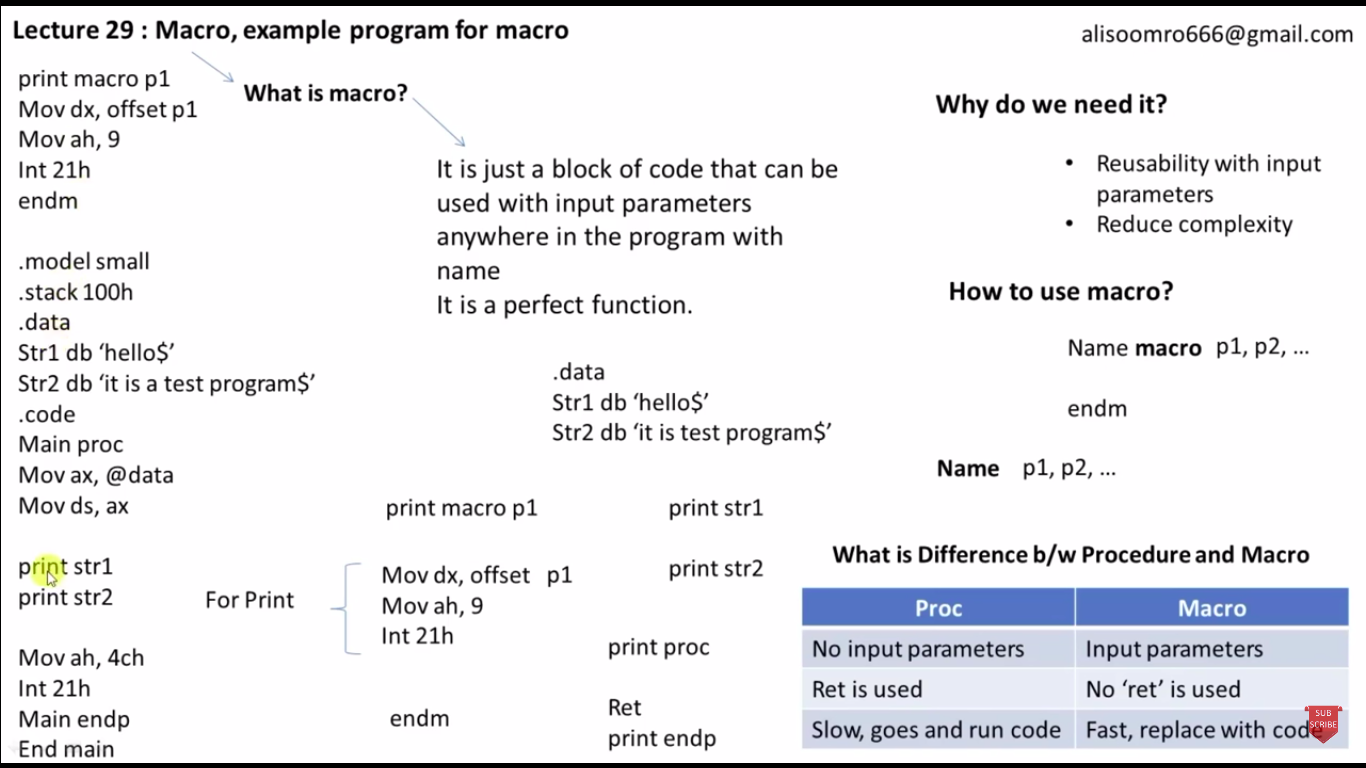 Lecture 29 : Macro, example program for macro
alisoomro666@gmail.com
print macro p1
Mov dx, offset p1
Mov ah, 9
Int 21h
endm
.model small
.stack 100h
.data
Str1 db ‘hello$’
Str2 db ‘it is a test program$’
.code
Main proc
Mov ax, @data
Mov ds, ax
print str1
print str2
Mov ah, 4ch
Int 21h
Main endp
End main
What is macro?
It is just a block of code that can be
used with input parameters
anywhere in the program with
name
It is a perfect function.
.data
Str1 db ‘hello$’
Str2 db ‘it is test program$’
For Print
print macro p1
Mov dx, offset p1
Mov ah, 9
Int 21h
endm
print str1
print str2
print proc
Ret
print endp
Why do we need it?
• Reusability with input
parameters
• Reduce complexity
How to use macro?
Name macro p1, p2, ...
endm
Name p1, p2, ...
What is Difference b/w Procedure and Macro
Proc Macro
No input parameters Input parameters
Ret is used No ‘ret’ is used
Slow, goes and run code Fast, replace with code
SUB
SCRIBE